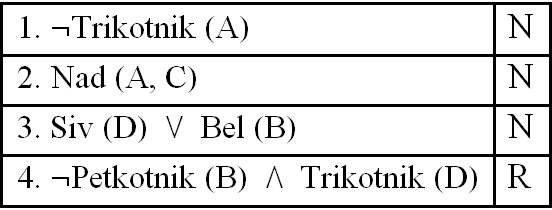 1. ¬Trikotnik (A) N
2. Nad (A, C) N
3. Siv (D) ∨ Bel (B) N
4. ¬Petkotnik (B) ∧ Trikotnik (D) R